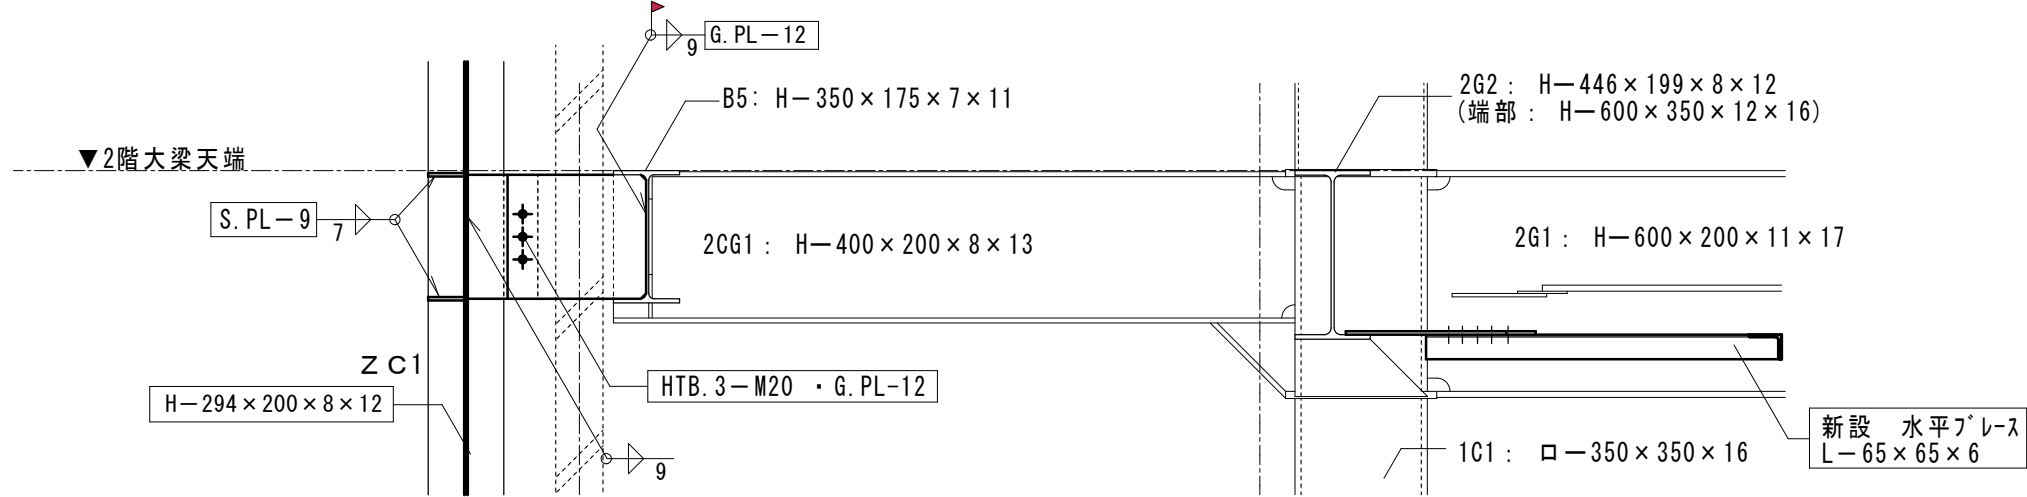 9
G.PL－12
B5： H－350×175×7×11
2G2： H－446×199×8×12
(端部： H－600×350×12×16)
▼2階大梁天端
S.PL－9
7
2CG1： H－400×200×8×13
2G1： H－600×200×11×17
ＺＣ1
H－294×200×8×12
HTB.3－M20 ・G.PL-12
9
1C1： ロ－350×350×16
新設　水平ﾌﾞﾚｰｽ
L－65×65×6